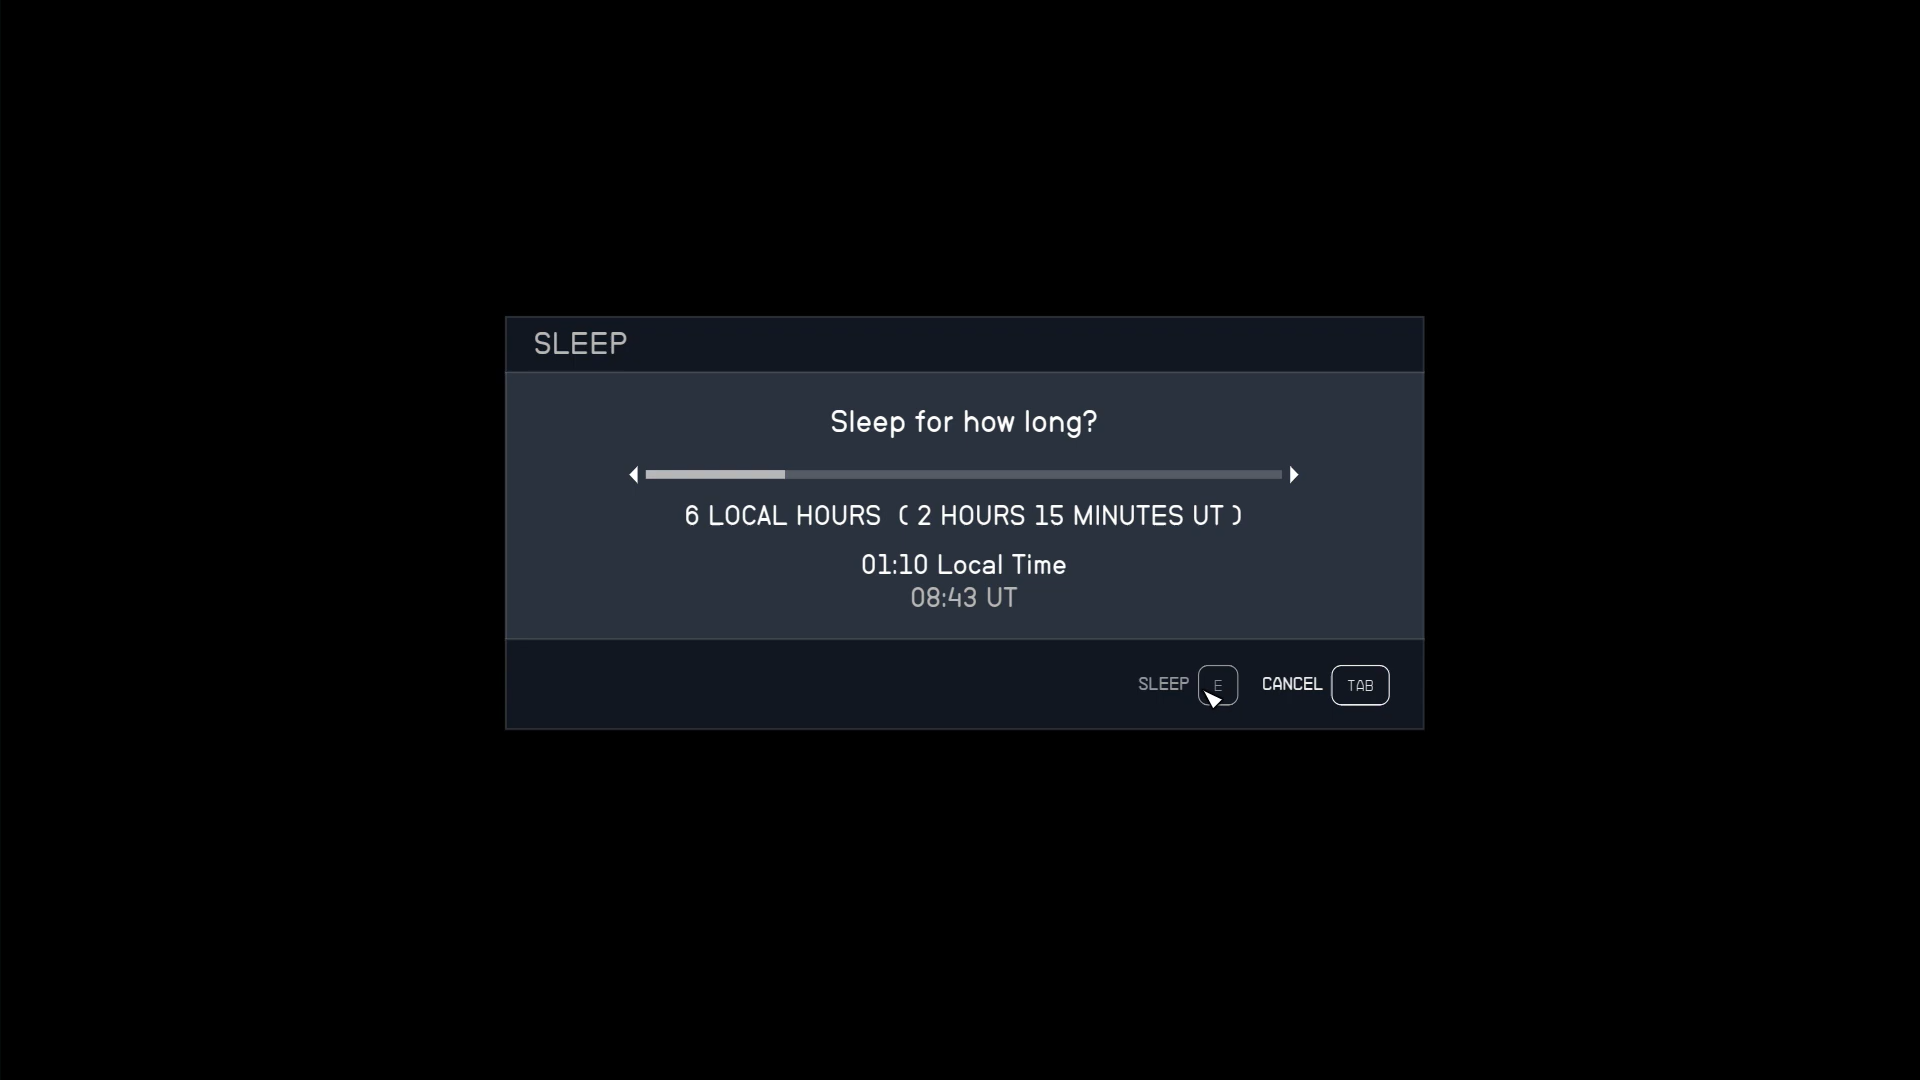 SLEEP
Sleep for how long?
6 LOCAL HOURS ( 2 HOURS 15 MINUTES UT )
01:10 Local Time
08:43 UT
SLEEP E CANCEL TAB